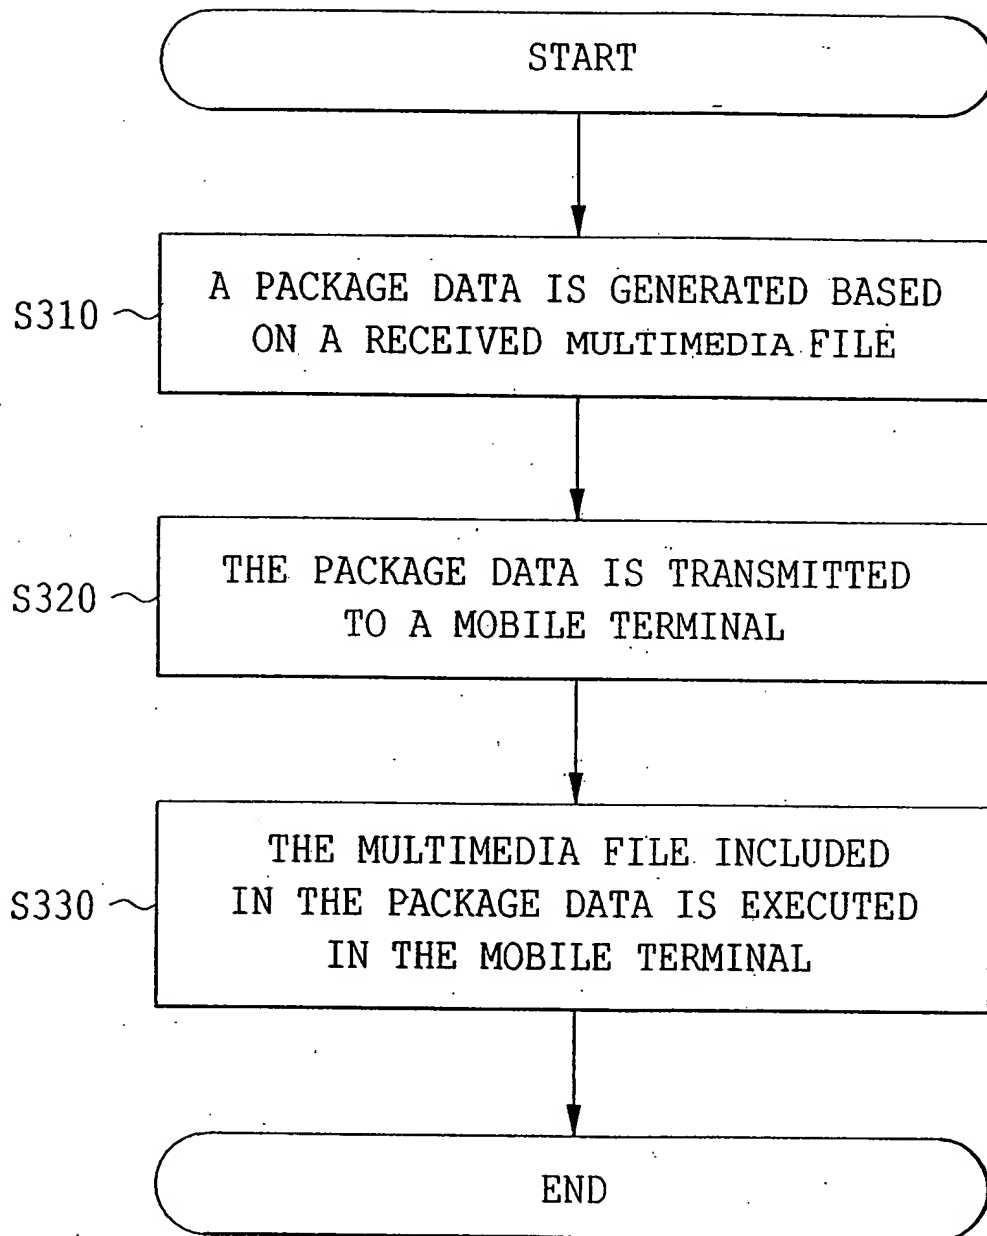 START
A PACKAGE DATA IS GENERATED BASED
S310
ON A RECEIVED MULTIMEDIA FILE
THE PACKAGE DATA IS TRANSMITTED
S320
TO A MOBILE TERMINAL
THE MULTIMEDIA FILE INCLUDED
S330
IN THE PACKAGE DATA IS EXECUTED
IN THE MOBILE TERMINAL
END